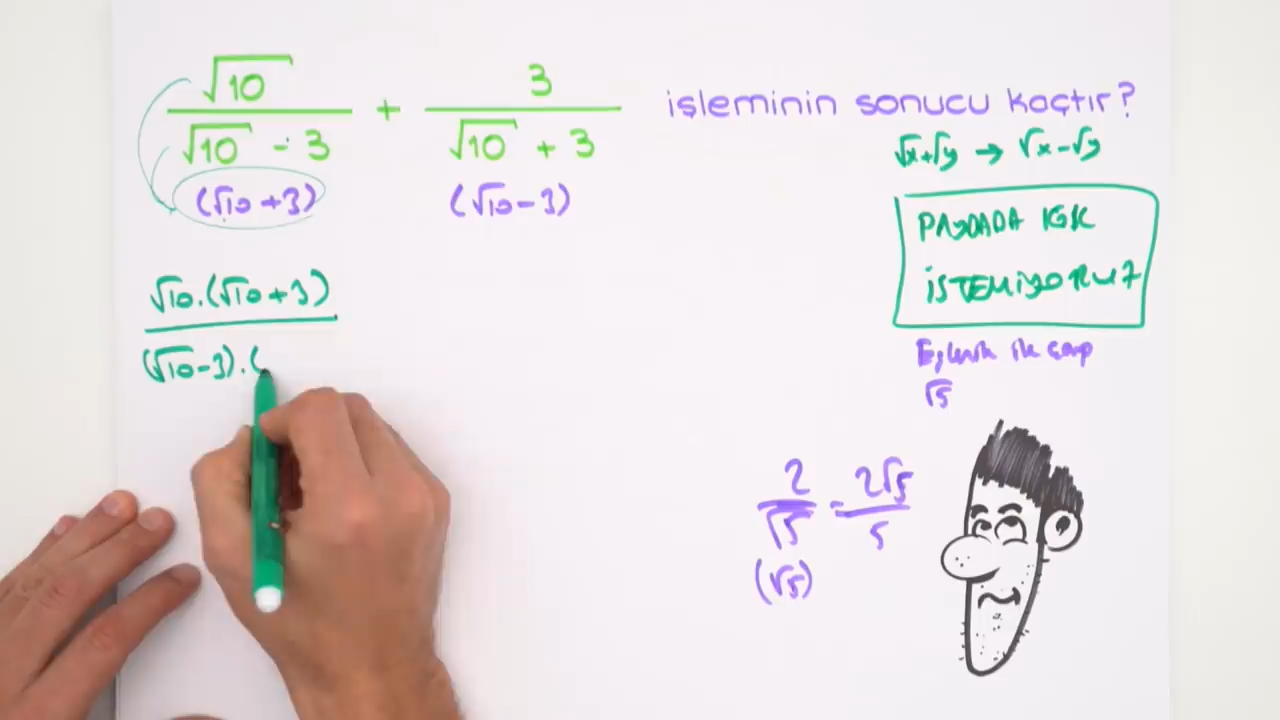 √10 / (√10 - 3) + 3 / (√10 + 3) işleminin sonucu kaçtır?
(√10 + 3) (√10 - 3)
√x+√y → √x-√y
PAYDADA KÖK
İSTEMİYORUZ
Eşlenik ile çarp
√5
√10.(√10+3)
(√10-3).(
2/√5 = 2√5/5
(√5)